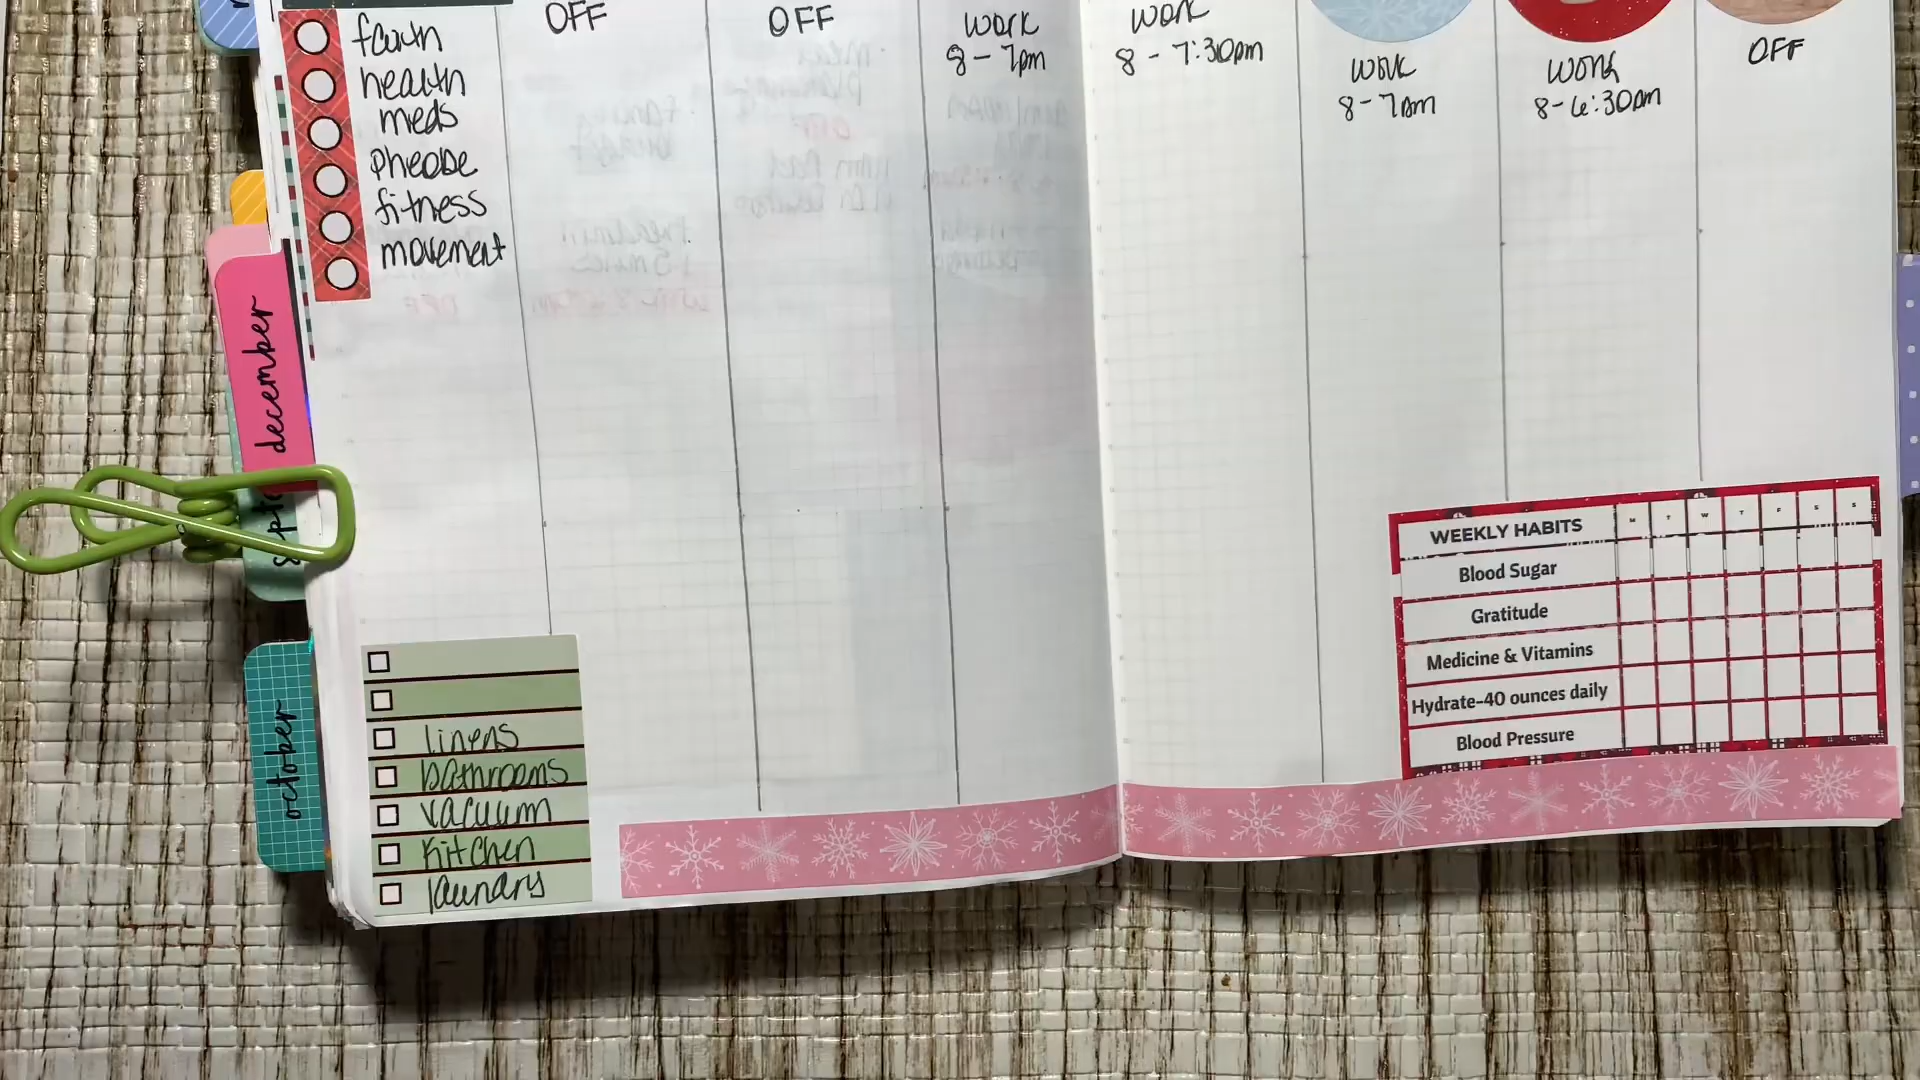 faith
health
meds
pheobe
fitness
movement
OFF
OFF
WORK
8 - 7pm
WORK
8 - 7:30pm
WORK
8 - 7pm
WORK
8 - 6:30pm
OFF
december
october
linens
bathrooms
vacuum
kitchen
laundry
WEEKLY HABITS M T W T F S S
Blood Sugar
Gratitude
Medicine & Vitamins
Hydrate-40 ounces daily
Blood Pressure